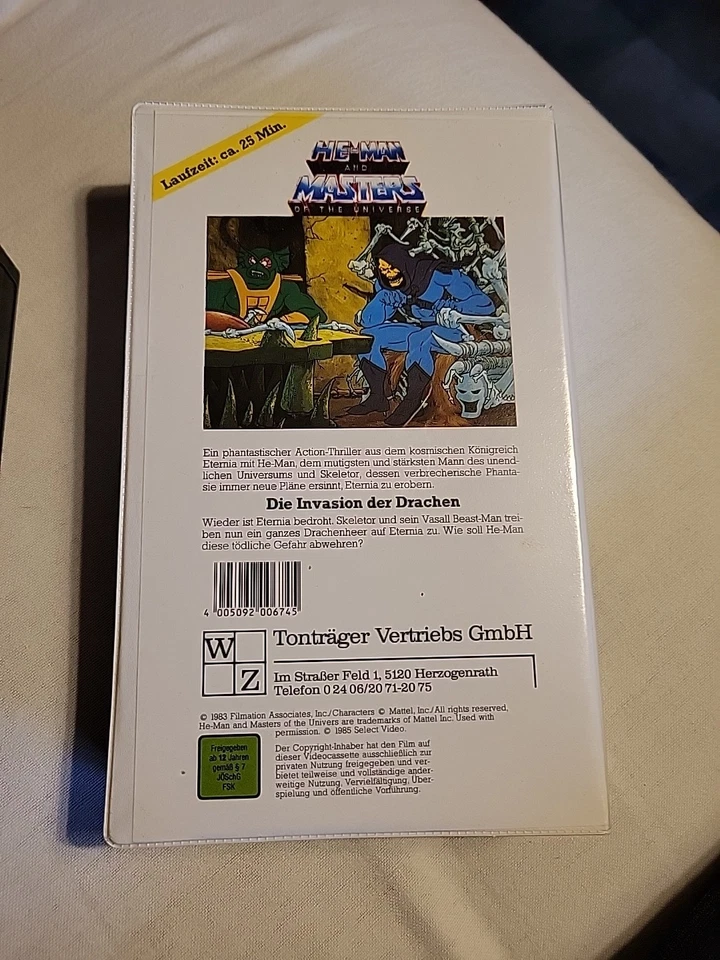 Laufzeit: ca. 25 Min.
HE-MAN
AND
MASTERS
OF THE UNIVERSE
Ein phantastischer Action-Thriller aus dem kosmischen Königreich
Eternia mit He-Man, dem mutigsten und stärksten Mann des unend-
lichen Universums und Skeletor, dessen verbrecherische Phanta-
sie immer neue Pläne ersinnt, Eternia zu erobern.
Die Invasion der Drachen
Wieder ist Eternia bedroht. Skeletor und sein Vasall Beast-Man trei-
ben nun ein ganzes Drachenheer auf Eternia zu. Wie soll He-Man
diese tödliche Gefahr abwehren?
4 005092 006745
W Z
Tonträger Vertriebs GmbH
Im Straßer Feld 1, 5120 Herzogenrath
Telefon 0 24 06/20 71-20 75
© 1983 Filmation Associates, Inc./Characters © Mattel, Inc./All rights reserved,
He-Man and Masters of the Univers are trademarks of Mattel Inc. Used with
permission. © 1985 Select Video.
Freigegeben
ab 12 Jahren
gemäß § 7
JÖSchG
FSK
Der Copyright-Inhaber hat den Film auf
dieser Videocassette ausschließlich zur
privaten Nutzung freigegeben und ver-
bietet teilweise und vollständige ander-
weitige Nutzung, Vervielfältigung, Über-
spielung und öffentliche Vorführung.